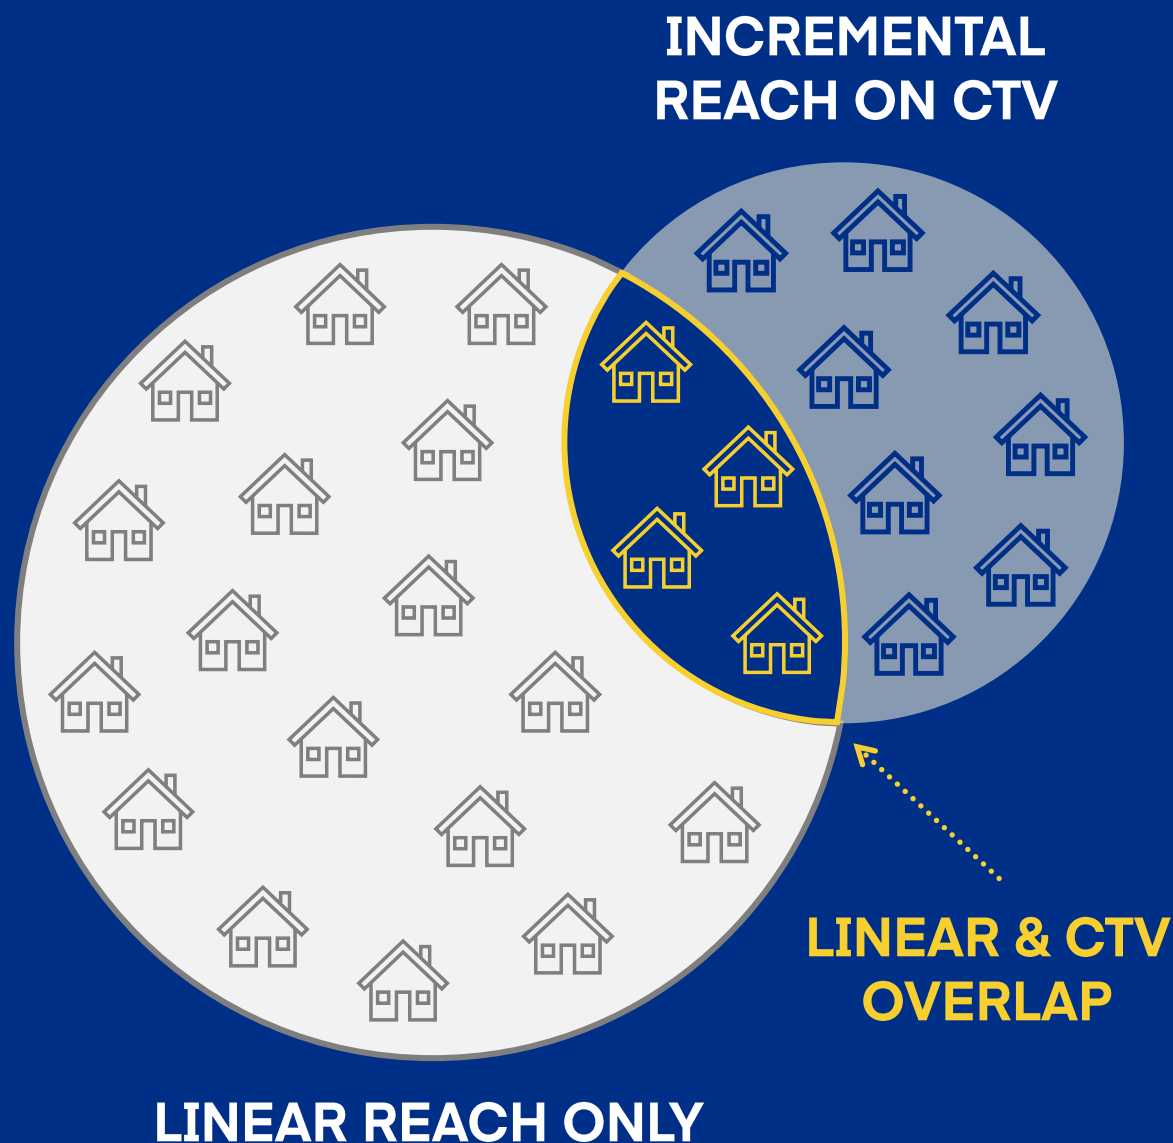 INCREMENTAL
REACH ON CTV
LINEAR & CTV
OVERLAP
LINEAR REACH ONLY